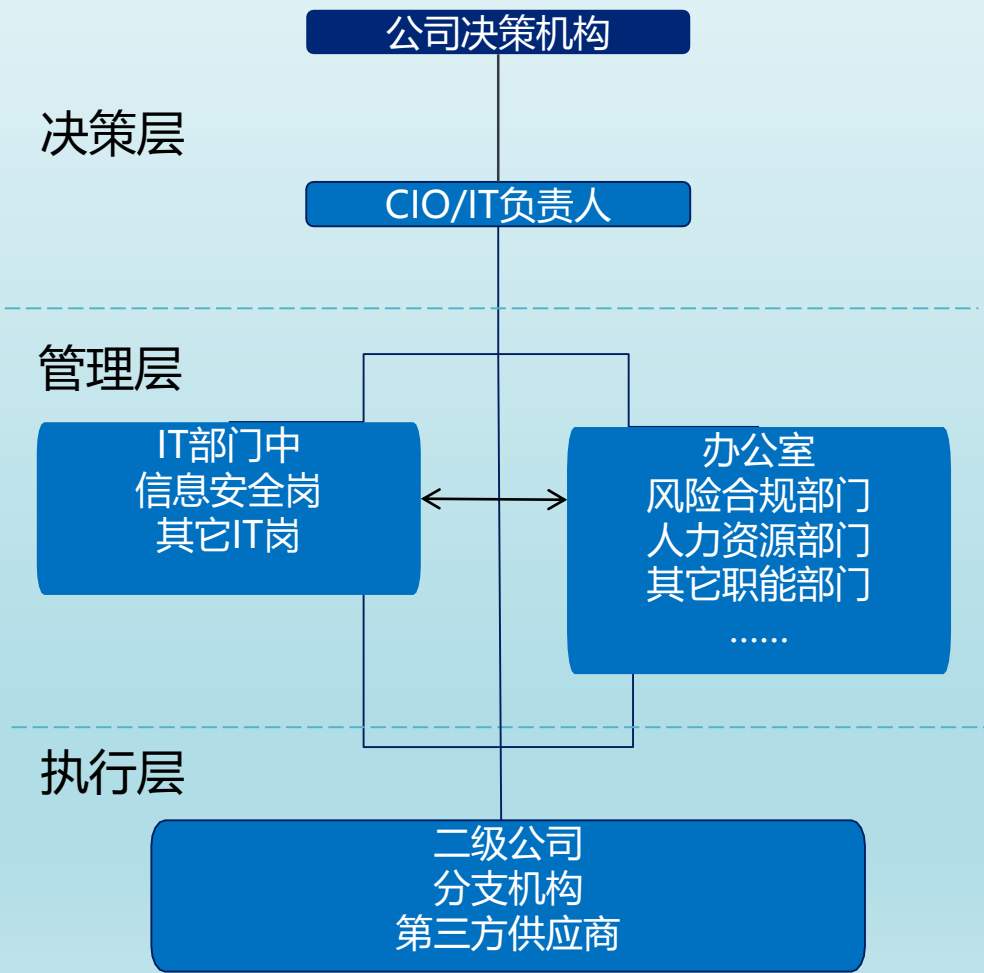 公司决策机构
决策层
CIO/IT负责人
管理层
IT部门中
信息安全岗
其它IT岗
办公室
风险合规部门
人力资源部门
其它职能部门
......
执行层
二级公司
分支机构
第三方供应商